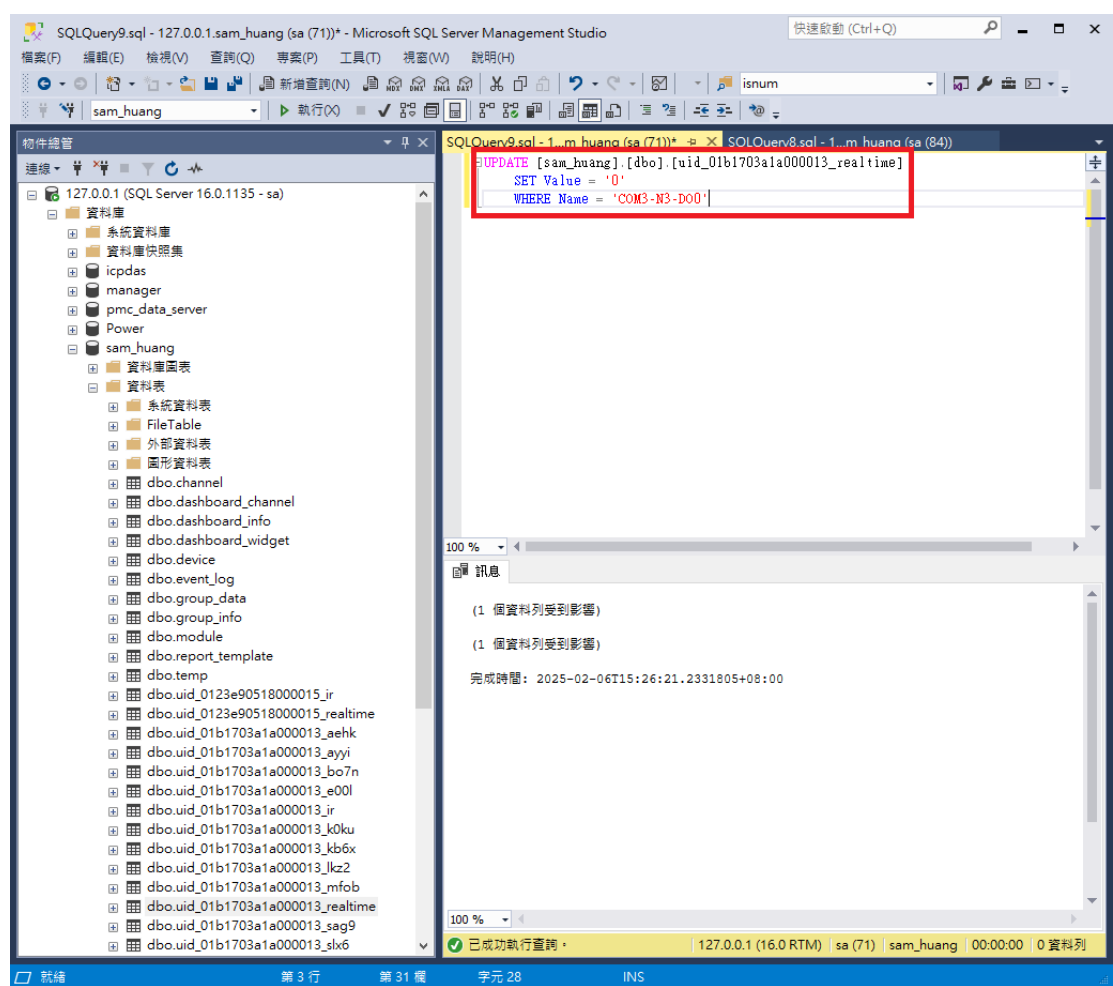 SQLQuery9.sql - 127.0.0.1.sam_huang (sa (71))* - Microsoft SQL Server Management Studio
快速啟動 (Ctrl+Q)
檔案(F) 編輯(E) 檢視(V) 查詢(Q) 專案(P) 工具(T) 視窗(W) 說明(H)
新增查詢(N) isnum
sam_huang 執行(X)
物件總管
連線
127.0.0.1 (SQL Server 16.0.1135 - sa)
資料庫
系統資料庫
資料庫快照集
icpdas
manager
pmc_data_server
Power
sam_huang
資料庫圖表
資料表
系統資料表
FileTable
外部資料表
圖形資料表
dbo.channel
dbo.dashboard_channel
dbo.dashboard_info
dbo.dashboard_widget
dbo.device
dbo.event_log
dbo.group_data
dbo.group_info
dbo.module
dbo.report_template
dbo.temp
dbo.uid_0123e90518000015_ir
dbo.uid_0123e90518000015_realtime
dbo.uid_01b1703a1a000013_aehk
dbo.uid_01b1703a1a000013_ayyi
dbo.uid_01b1703a1a000013_bo7n
dbo.uid_01b1703a1a000013_e00l
dbo.uid_01b1703a1a000013_ir
dbo.uid_01b1703a1a000013_k0ku
dbo.uid_01b1703a1a000013_kb6x
dbo.uid_01b1703a1a000013_lkz2
dbo.uid_01b1703a1a000013_mfob
dbo.uid_01b1703a1a000013_realtime
dbo.uid_01b1703a1a000013_sag9
dbo.uid_01b1703a1a000013_slx6
SQLQuery9.sql - 1...m_huang (sa (71))* SQLQuery8.sql - 1...m_huang (sa (84))
UPDATE [sam_huang].[dbo].[uid_01b1703a1a000013_realtime]
SET Value = '0'
WHERE Name = 'COM3-N3-DO0'
100 %
訊息
(1 個資料列受到影響)
(1 個資料列受到影響)
完成時間: 2025-02-06T15:26:21.2331805+08:00
100 %
已成功執行查詢。 127.0.0.1 (16.0 RTM) sa (71) sam_huang 00:00:00 0 資料列
就緒 第 3 行 第 31 欄 字元 28 INS